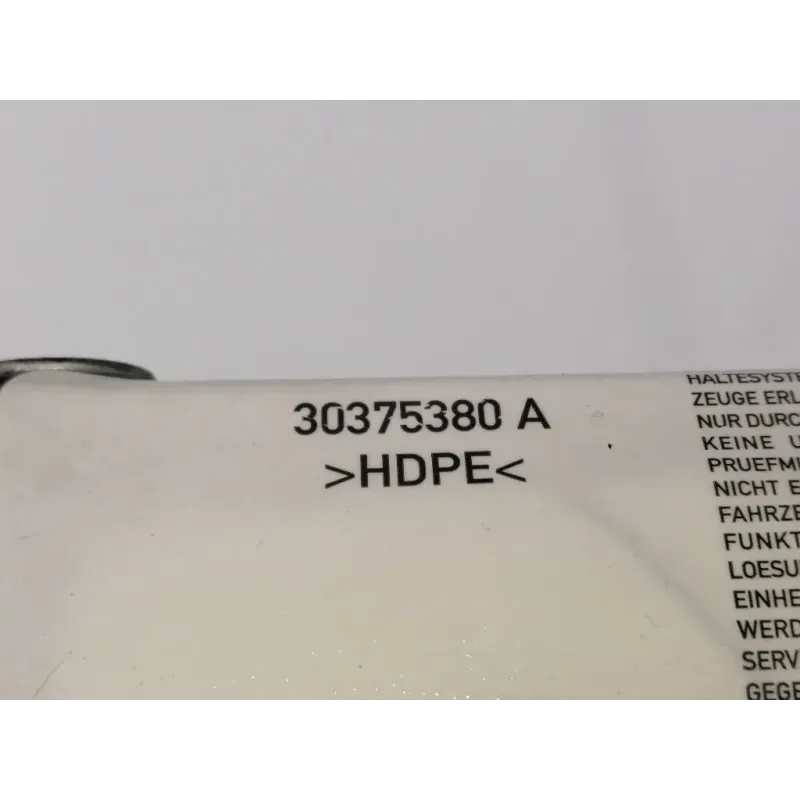 30375380 A
>HDPE<
HALTESYSTE
ZEUGE ERL
NUR DURC
KEINE U
PRUEFMI
NICHT E
FAHRZE
FUNKT
LOESU
EINHE
WERD
SERV
GEGE